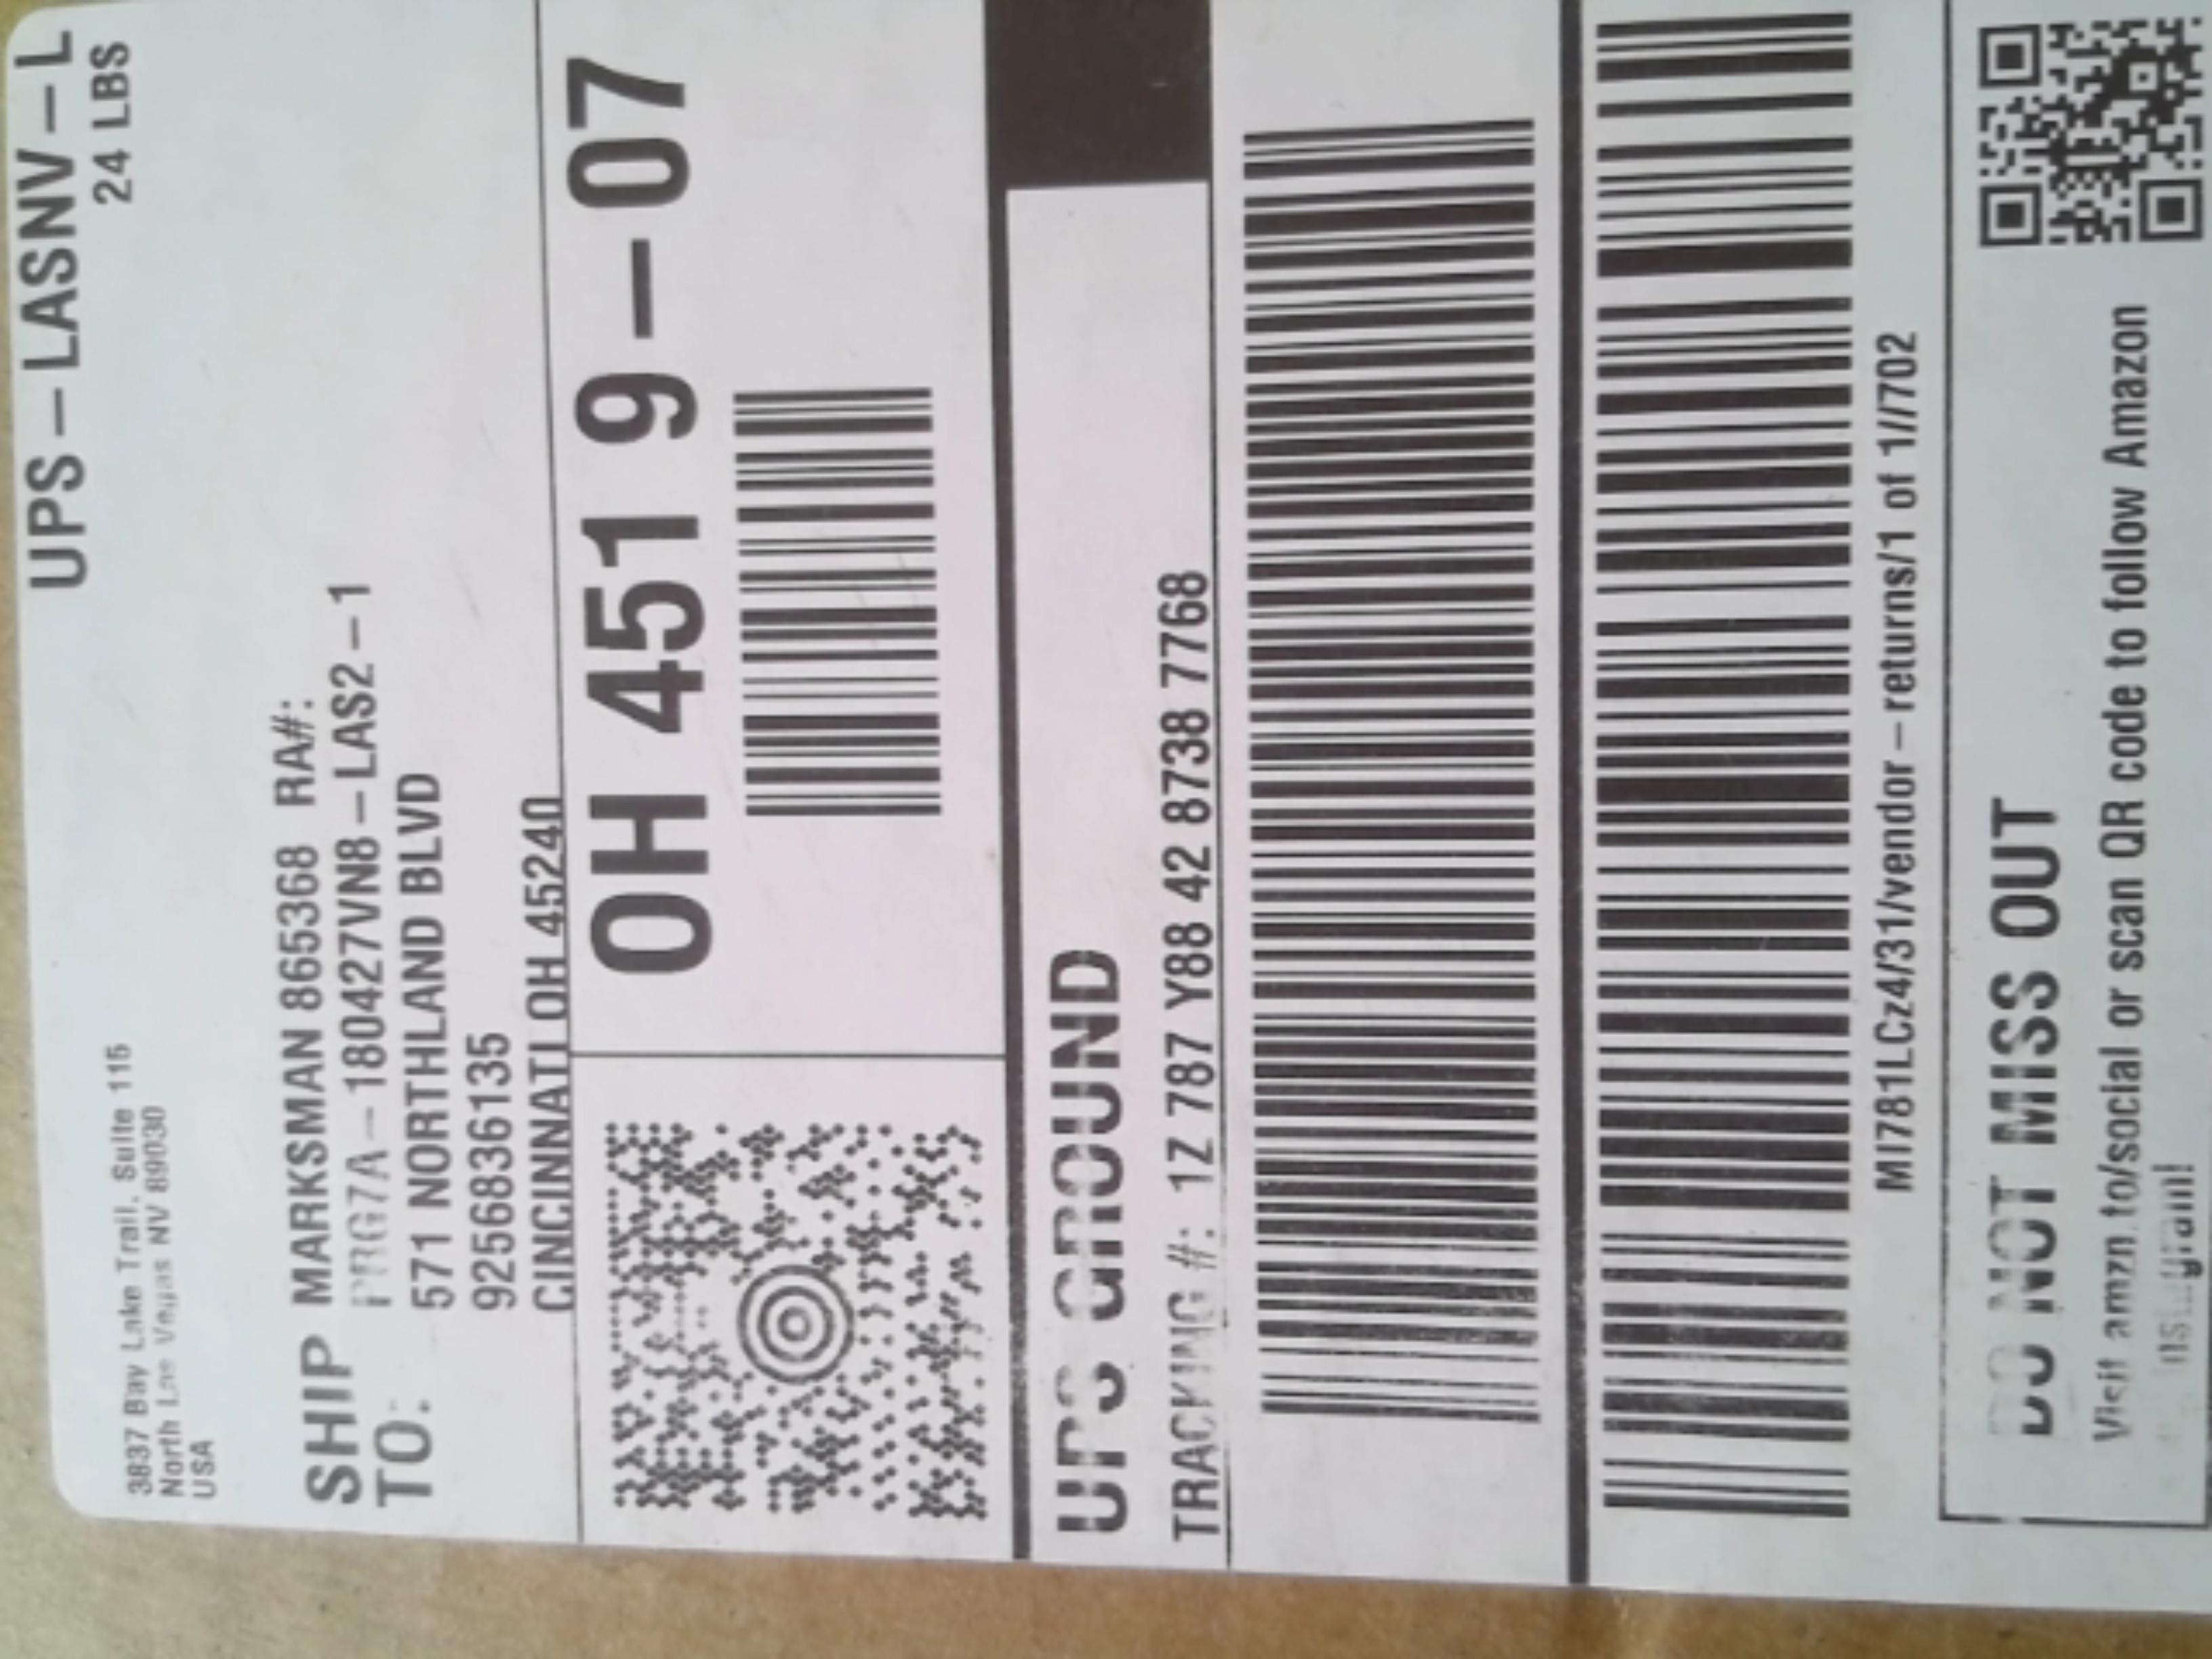 UPS-LASNV-L
24 LBS
3837 Bay Lake Trail, Suite 115
North Las Vegas NV 89030
USA
SHIP TO:
MARKSMAN 865368 RA#:
PRG7A-180427VN8-LAS2-1
571 NORTHLAND BLVD
9256836135
CINCINNATI OH 45240
OH 451 9-07
UPS GROUND
TRACKING #: 1Z 787 Y88 42 8738 7768
MI781LCz4/31/vendor-returns/1 of 1//702
DO NOT MISS OUT
Visit amzn.to/social or scan QR code to follow Amazon